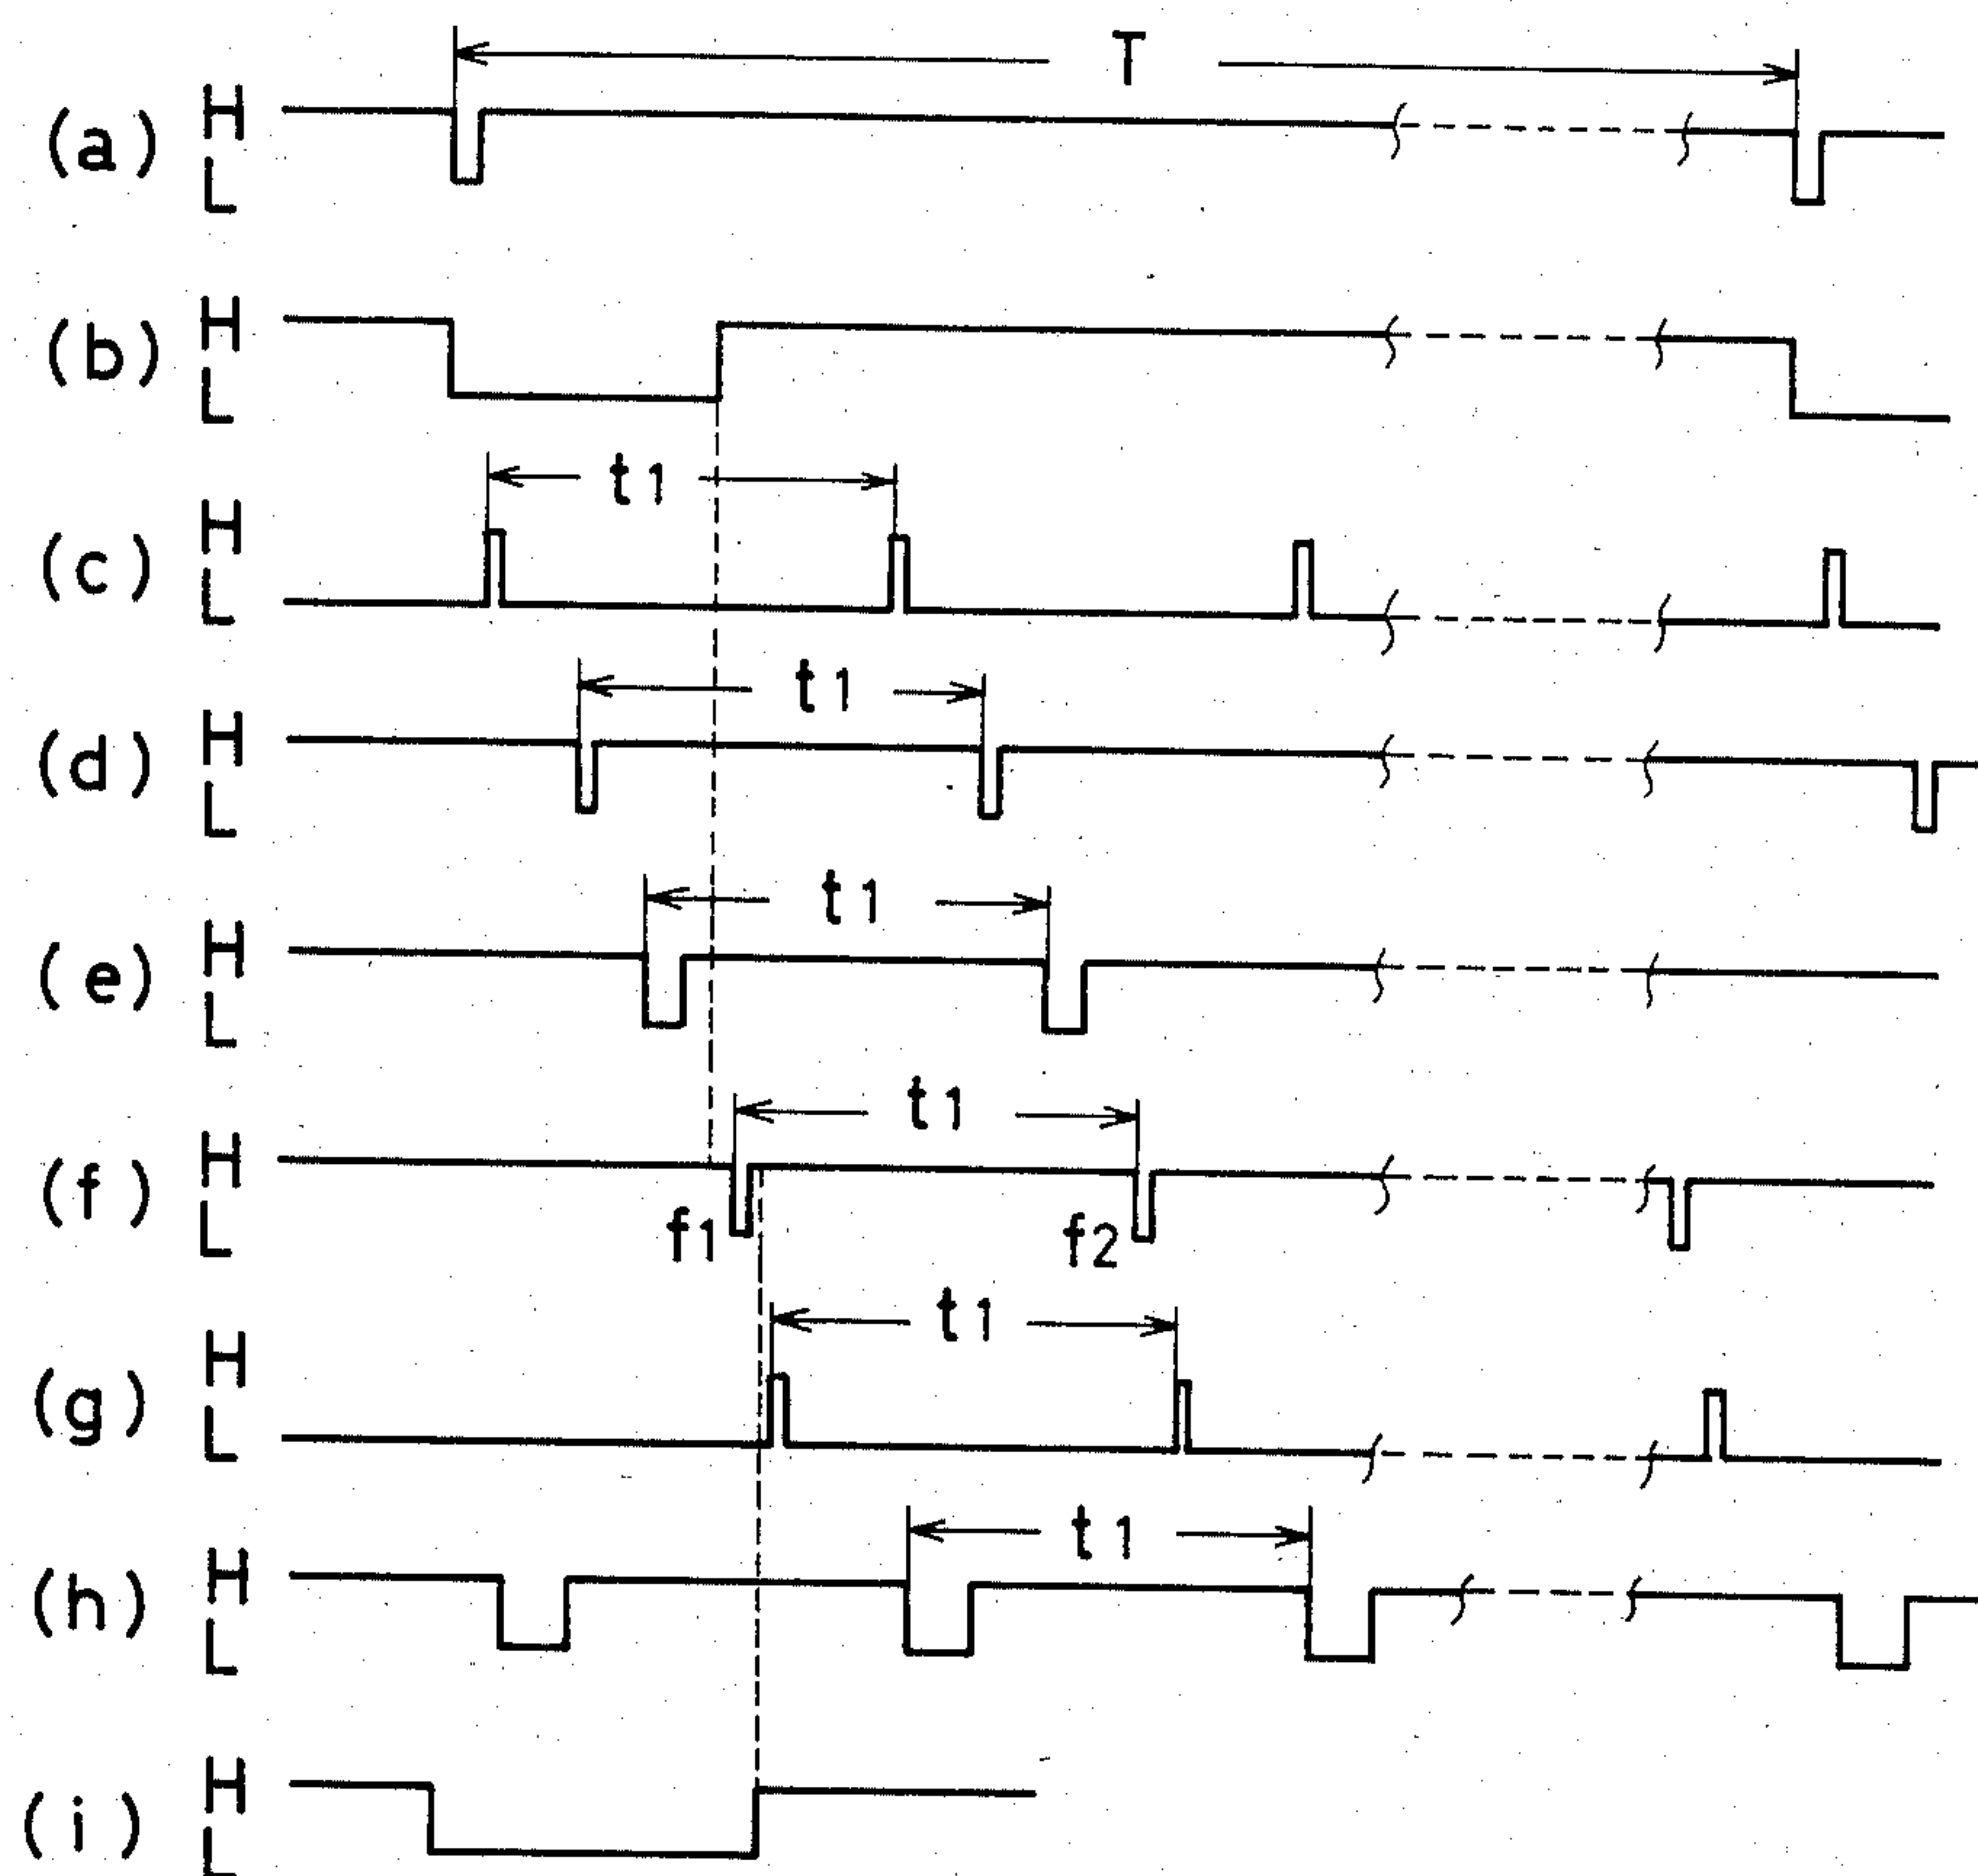 T
(a) H
L
(b) H
L
t1
(c) H
L
t1
(d) H
L
t1
(e) H
L
t1
(f) H
L f1 f2
t1
(g) H
L
t1
(h) H
L
(i) H
L